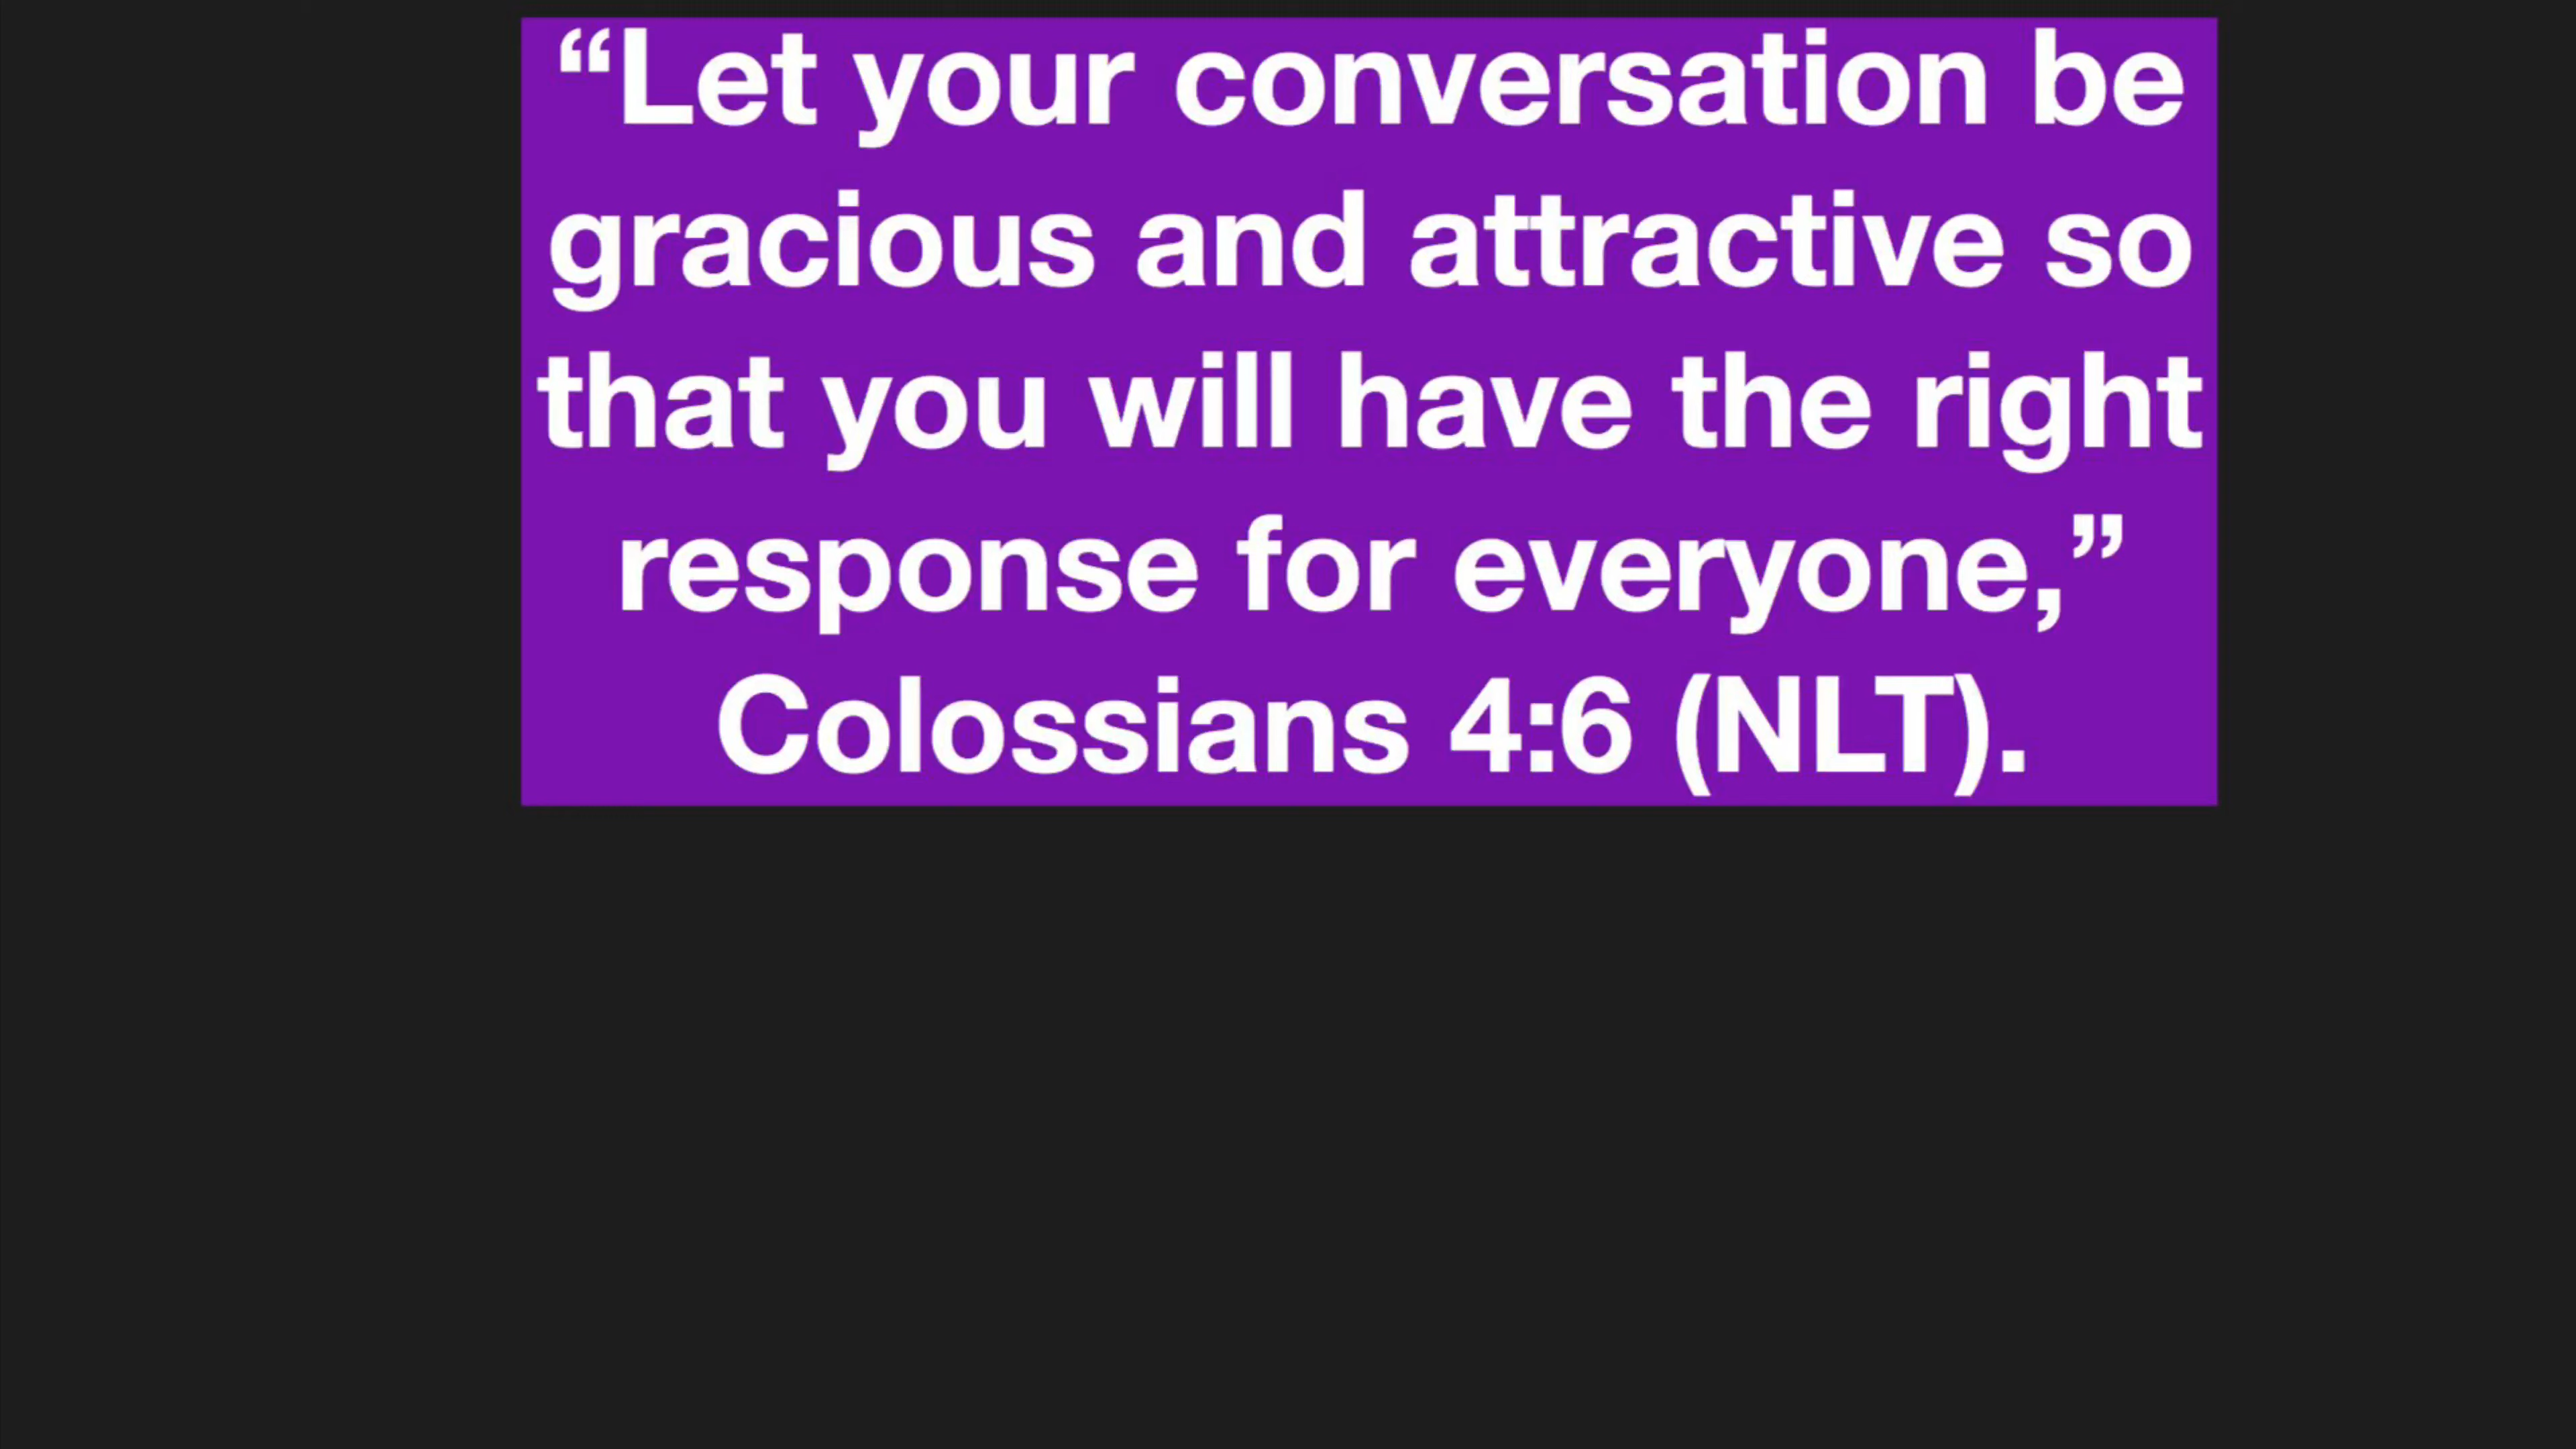 “Let your conversation be
gracious and attractive so
that you will have the right
response for everyone,”
Colossians 4:6 (NLT).